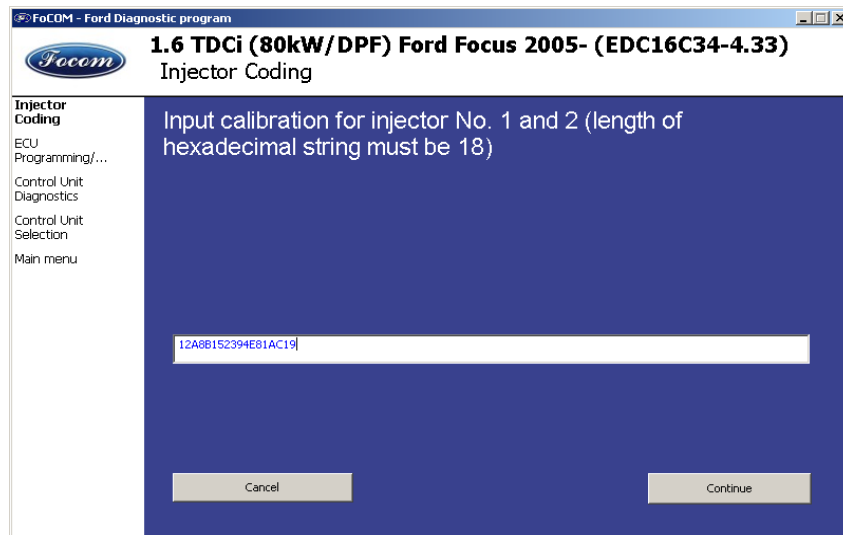 FoCOM - Ford Diagnostic program
Focom
1.6 TDCi (80kW/DPF) Ford Focus 2005- (EDC16C34-4.33)
Injector Coding
Injector
Coding
ECU
Programming/...
Control Unit
Diagnostics
Control Unit
Selection
Main menu
Input calibration for injector No. 1 and 2 (length of
hexadecimal string must be 18)
12A8B152394E81AC19
Cancel
Continue